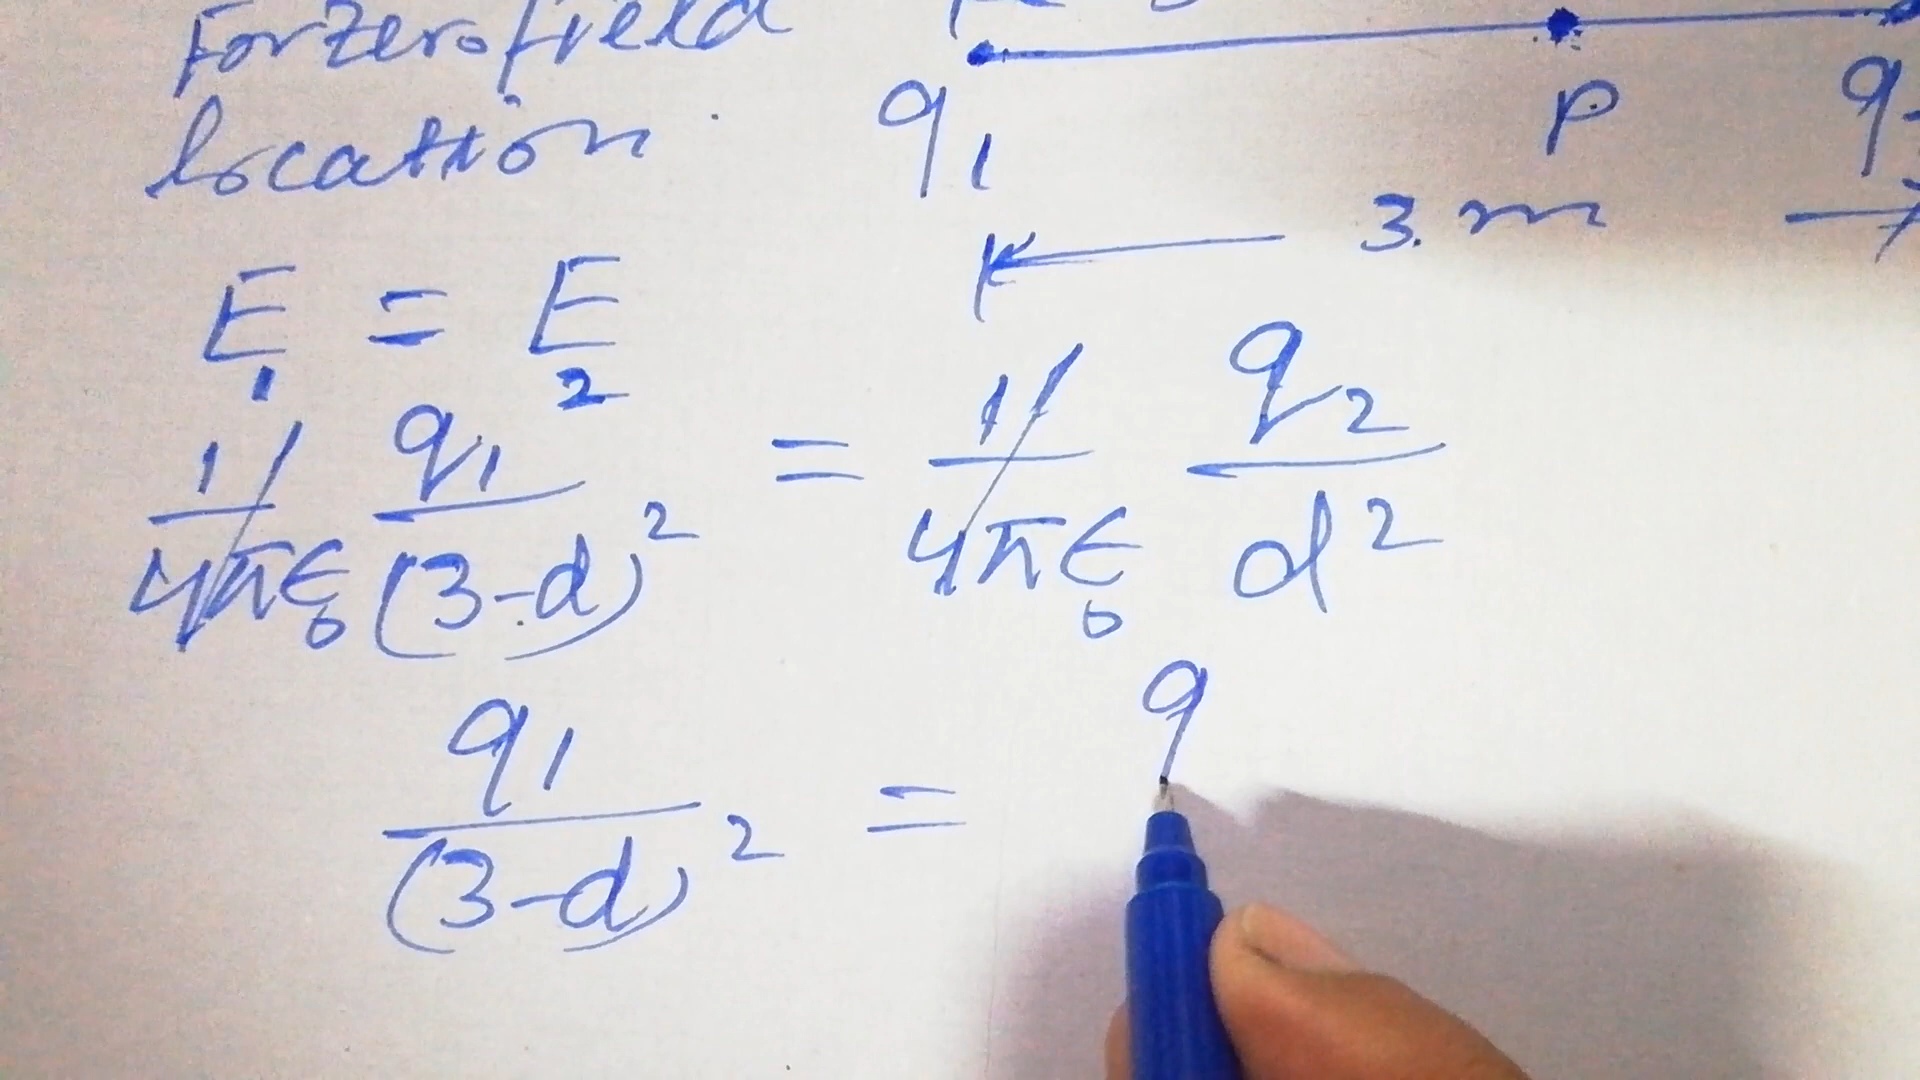 For zero field
location
q1 P q
3 m
E1 = E2
1/4πε0 q1/(3-d)² = 1/4πε0 q2/d²
q1/(3-d)² = q